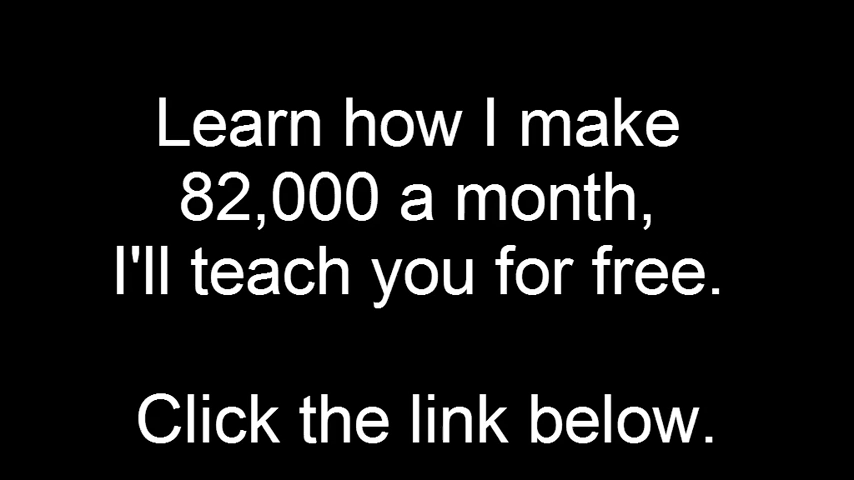 Learn how I make
82,000 a month,
I'll teach you for free.
Click the link below.